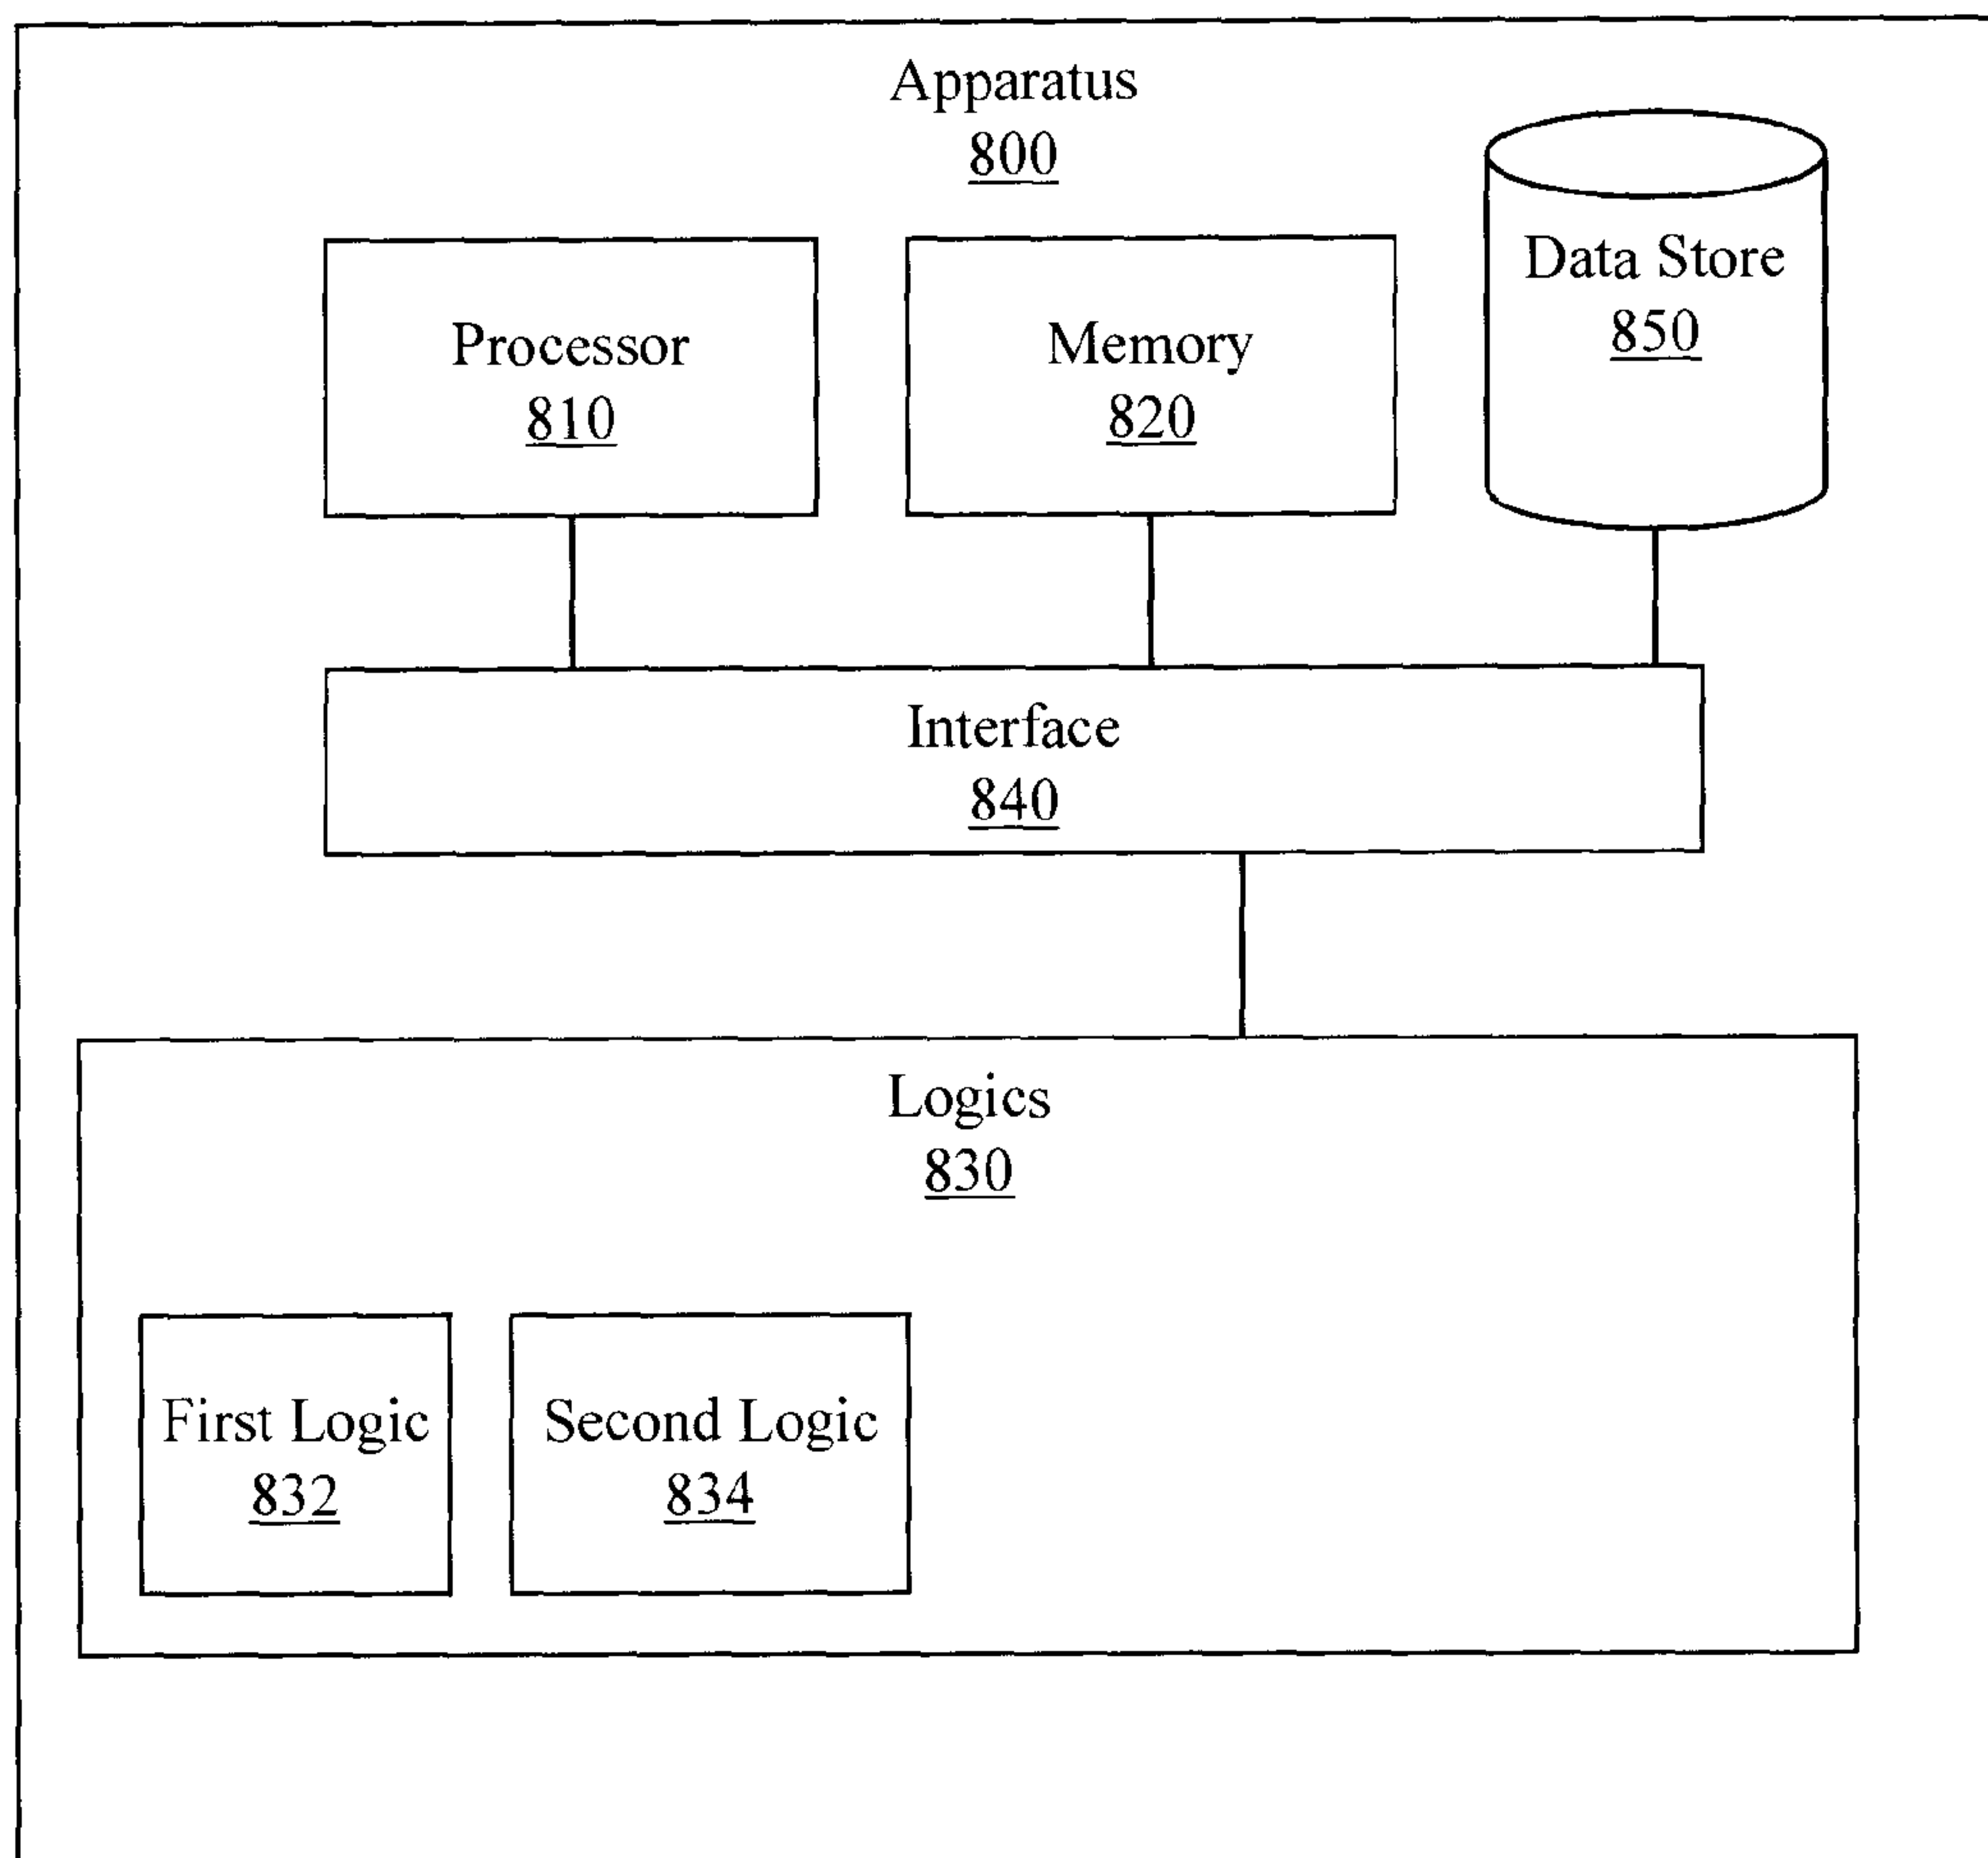 Apparatus
800
Processor
810
Memory
820
Data Store
850
Interface
840
Logics
830
First Logic
832
Second Logic
834